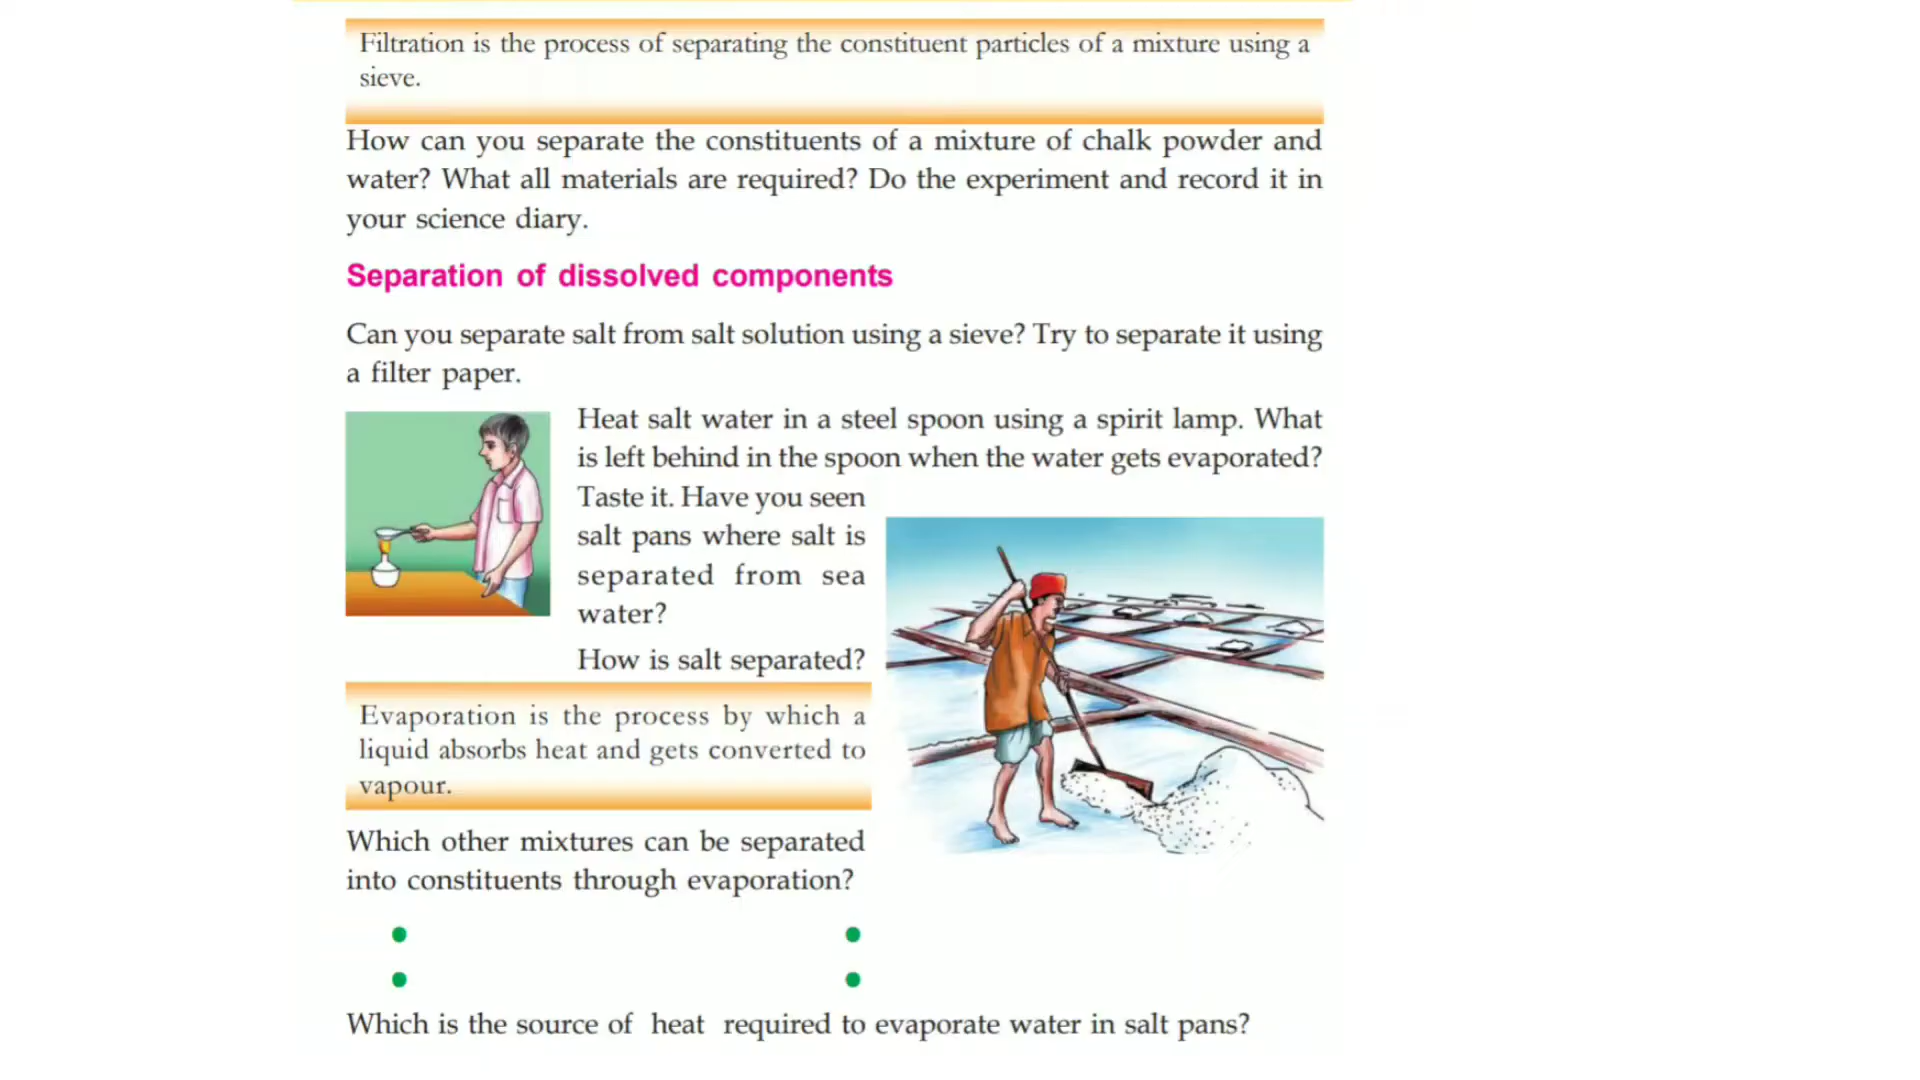 Filtration is the process of separating the constituent particles of a mixture using a
sieve.
How can you separate the constituents of a mixture of chalk powder and
water? What all materials are required? Do the experiment and record it in
your science diary.
Separation of dissolved components
Can you separate salt from salt solution using a sieve? Try to separate it using
a filter paper.
Heat salt water in a steel spoon using a spirit lamp. What
is left behind in the spoon when the water gets evaporated?
Taste it. Have you seen
salt pans where salt is
separated from sea
water?
How is salt separated?
Evaporation is the process by which a
liquid absorbs heat and gets converted to
vapour.
Which other mixtures can be separated
into constituents through evaporation?
Which is the source of heat required to evaporate water in salt pans?